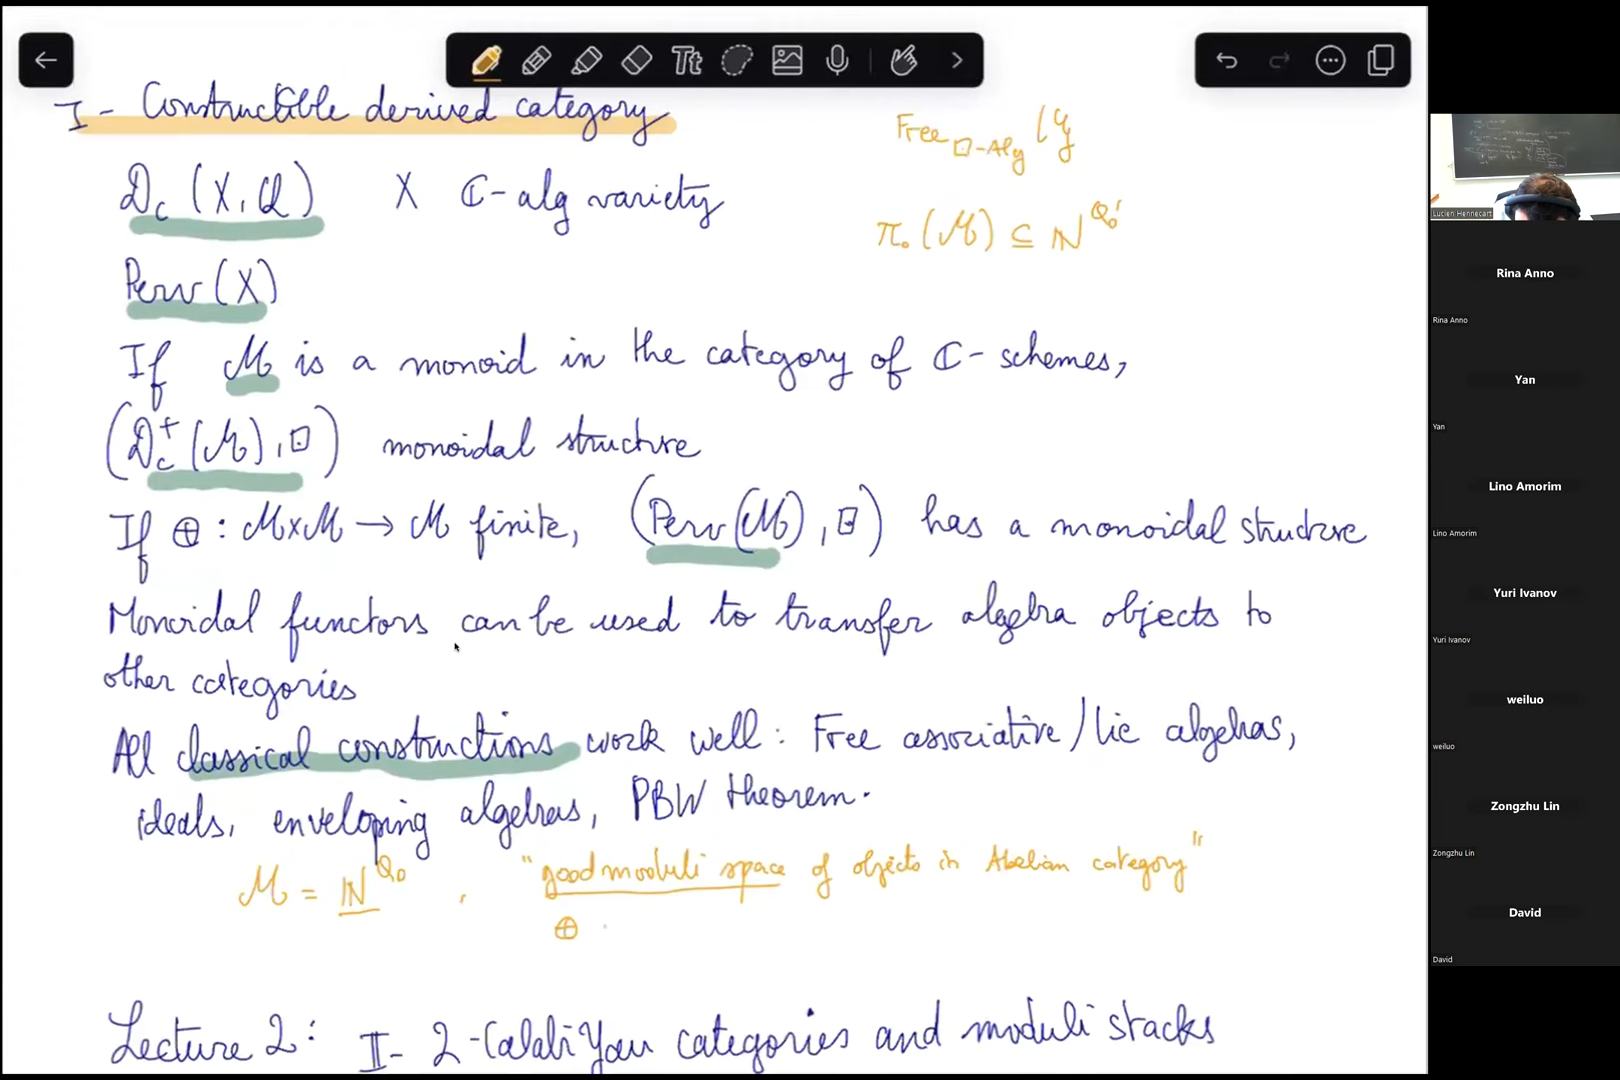 Tt
I - Constructible derived category
Free □-Alg (𝒢
𝒟c (X, ℚ) X ℂ-alg variety
π₀(ℳ) ⊆ ℕ^Q₀'
Perv (X)
If ℳ is a monoid in the category of ℂ-schemes,
(𝒟c⁺(ℳ), ⊡) monoidal structure
If ⊕ : ℳ×ℳ → ℳ finite, (Perv(ℳ), ⊡) has a monoidal structure
Monoidal functors can be used to transfer algebra objects to
other categories
All classical constructions work well : Free associative/lie algebras,
ideals, enveloping algebras, PBW theorem.
ℳ = ℕ^Q₀ , "good moduli space of objects in Abelian category"
⊕
Lecture 2 : II- 2-Calabi Yau categories and moduli stacks
Lucien Hennecart
Rina Anno
Rina Anno
Yan
Yan
Lino Amorim
Lino Amorim
Yuri Ivanov
Yuri Ivanov
weiluo
weiluo
Zongzhu Lin
Zongzhu Lin
David
David